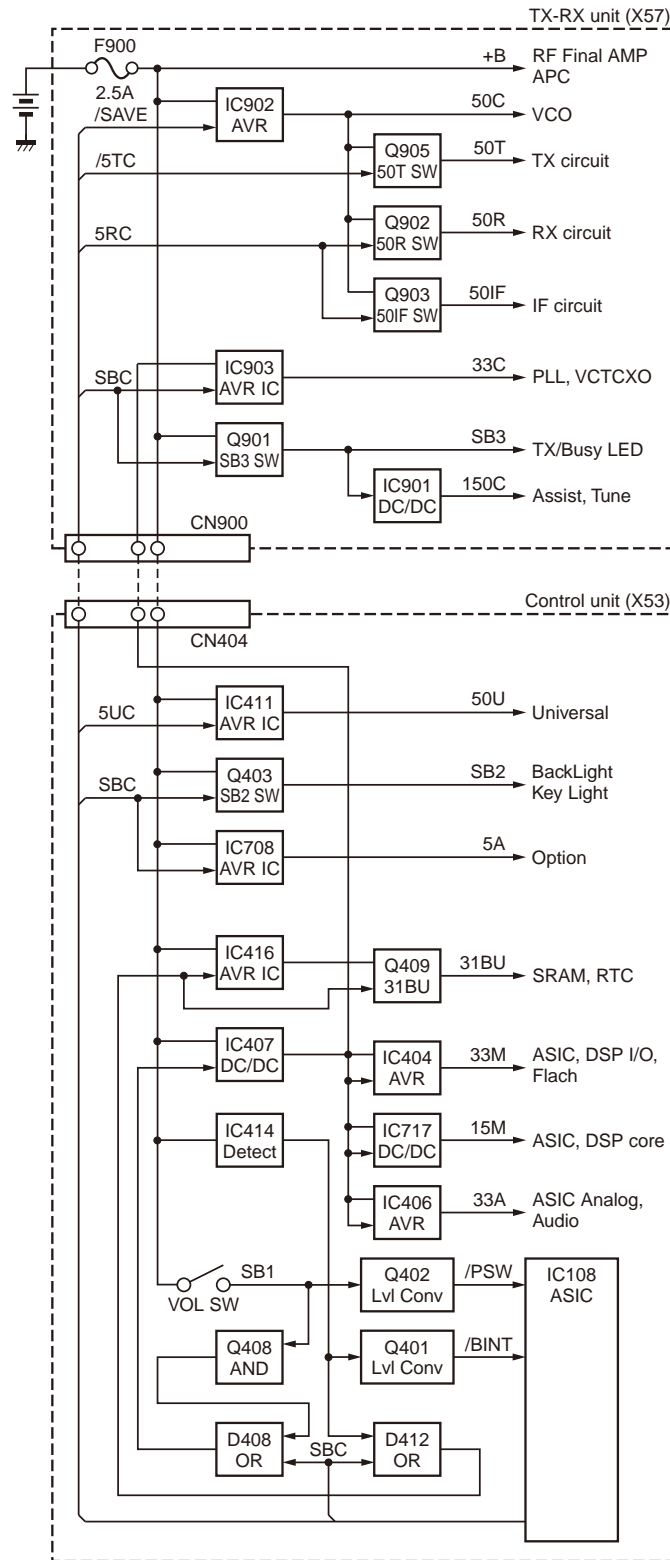 TX-RX unit (X57)
F900
2.5A
+B
RF Final AMP
APC
/SAVE
IC902
AVR
50C
VCO
/5TC
Q905
50T SW
50T
TX circuit
5RC
Q902
50R SW
50R
RX circuit
Q903
50IF SW
50IF
IF circuit
SBC
IC903
AVR IC
33C
PLL, VCTCXO
Q901
SB3 SW
SB3
TX/Busy LED
IC901
DC/DC
150C
Assist, Tune
CN900
Control unit (X53)
CN404
5UC
IC411
AVR IC
50U
Universal
SBC
Q403
SB2 SW
SB2
BackLight
Key Light
IC708
AVR IC
5A
Option
IC416
AVR IC
Q409
31BU
31BU
SRAM, RTC
IC407
DC/DC
IC404
AVR
33M
ASIC, DSP I/O,
Flach
IC414
Detect
IC717
DC/DC
15M
ASIC, DSP core
IC406
AVR
33A
ASIC Analog,
Audio
VOL SW
SB1
Q402
Lvl Conv
/PSW
IC108
ASIC
Q408
AND
Q401
Lvl Conv
/BINT
D408
OR
SBC
D412
OR